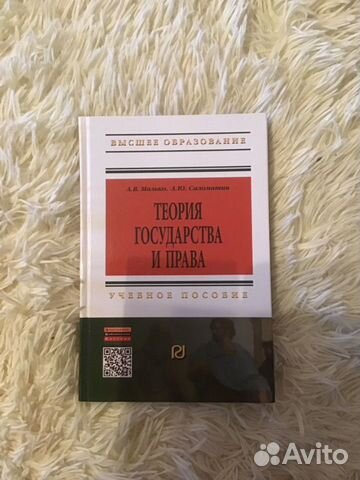 ВЫСШЕЕ ОБРАЗОВАНИЕ
А.В. Малько, А.Ю. Саломатин
ТЕОРИЯ
ГОСУДАРСТВА
И ПРАВА
УЧЕБНОЕ ПОСОБИЕ
Avito